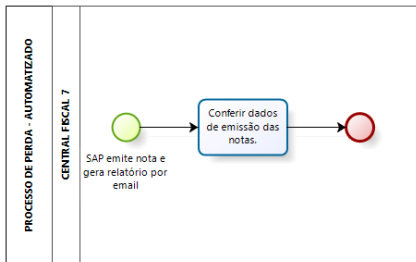 PROCESSO DE PERDA - AUTOMATIZADO
CENTRAL FISCAL 7
SAP emite nota e
gera relatório por
email
Conferir dados
de emissão das
notas.